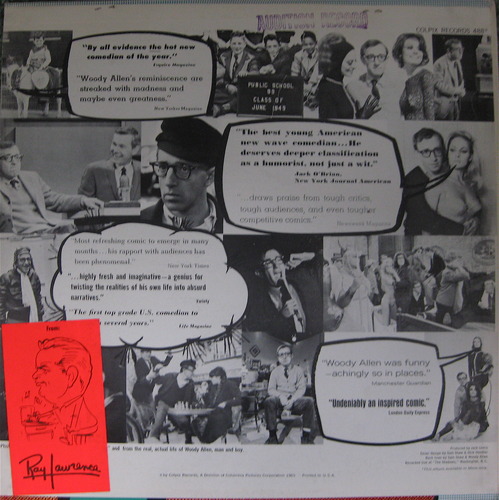 AUDITION RECORD
COLPIX RECORDS 488
"By all evidence the hot new
comedian of the year."
Esquire Magazine
"Woody Allen's reminiscence are
streaked with madness and
maybe even greatness."
New Yorker Magazine
PUBLIC SCHOOL
99
CLASS OF
JUNE 1949
"The best young American
new wave comedian...He
deserves deeper classification
as a humorist, not just a wit."
Jack O'Brian,
New York Journal American
"...draws praise from tough critics,
tough audiences, and even tougher
competitive comics."
Newsweek Magazine
Most refreshing comic to emerge in many
months...his rapport with audiences has
been phenomenal."
New York Times
"...highly fresh and imaginative—a genius for
twisting the realities of his own life into absurd
narratives."
Variety
"The first top grade U.S. comedian to
several years."
Life Magazine
"Woody Allen was funny
—achingly so in places."
Manchester Guardian
"Undeniably an inspired comic."
London Daily Express
from:
Ray Lawrence
and from the real, actual life of Woody Allen, man and boy.